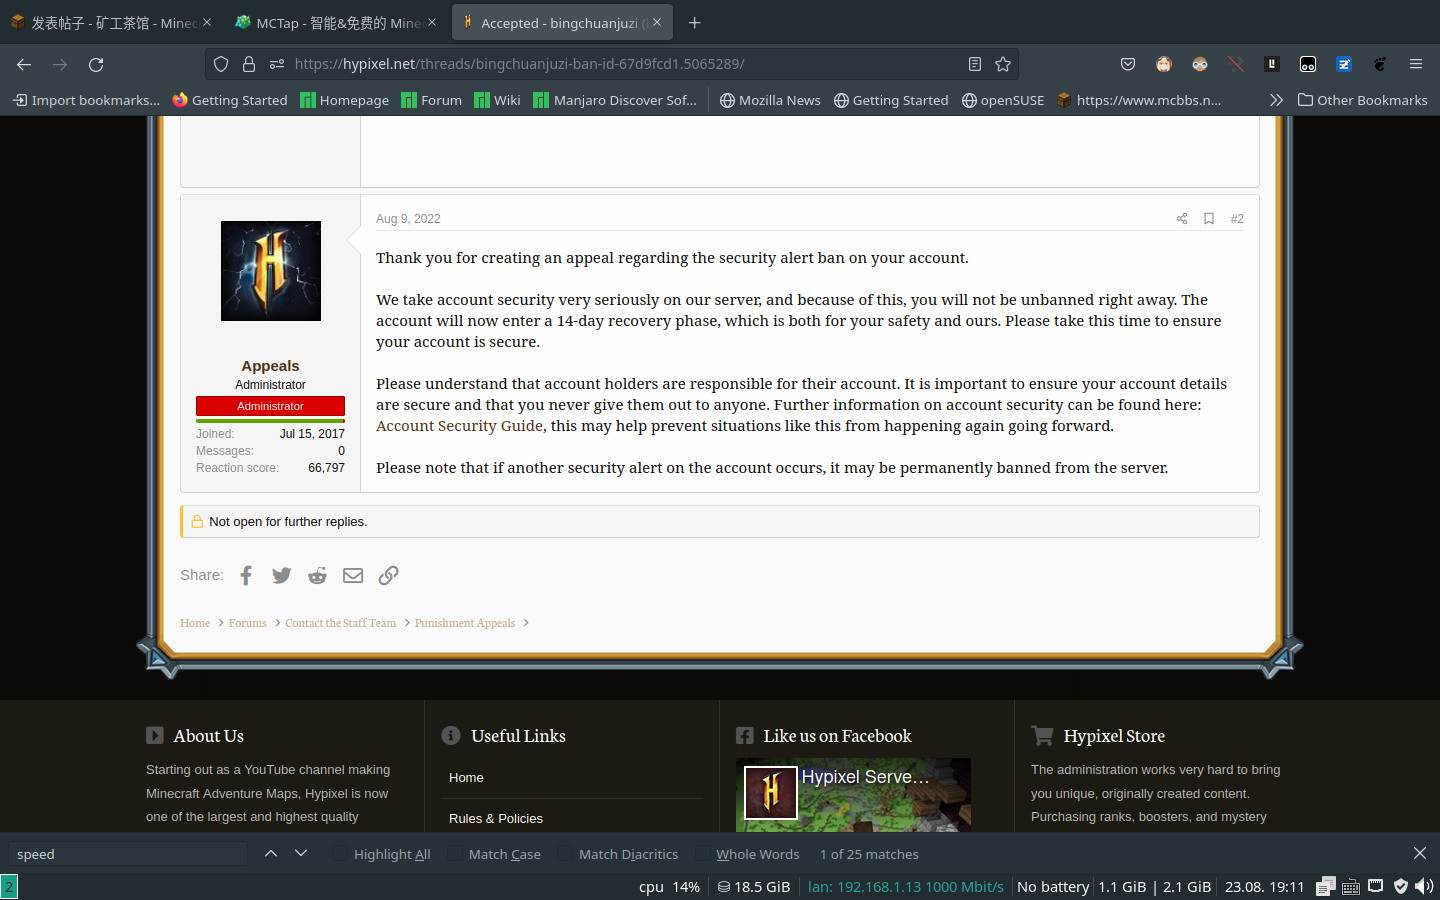 发表帖子 - 矿工茶馆 - Minec
MCTap - 智能&免费的 Mine
Accepted - bingchuanjuzi (
https://hypixel.net/threads/bingchuanjuzi-ban-id-67d9fcd1.5065289/
Import bookmarks...
Getting Started
Homepage
Forum
Wiki
Manjaro Discover Sof...
Mozilla News
Getting Started
openSUSE
https://www.mcbbs.n...
Other Bookmarks
Aug 9, 2022
#2
Thank you for creating an appeal regarding the security alert ban on your account.
We take account security very seriously on our server, and because of this, you will not be unbanned right away. The
account will now enter a 14-day recovery phase, which is both for your safety and ours. Please take this time to ensure
your account is secure.
Please understand that account holders are responsible for their account. It is important to ensure your account details
are secure and that you never give them out to anyone. Further information on account security can be found here:
Account Security Guide, this may help prevent situations like this from happening again going forward.
Please note that if another security alert on the account occurs, it may be permanently banned from the server.
Appeals
Administrator
Administrator
Joined: Jul 15, 2017
Messages: 0
Reaction score: 66,797
Not open for further replies.
Share:
Home > Forums > Contact the Staff Team > Punishment Appeals >
About Us
Starting out as a YouTube channel making
Minecraft Adventure Maps, Hypixel is now
one of the largest and highest quality
Useful Links
Home
Rules & Policies
Like us on Facebook
Hypixel Serve...
Hypixel Store
The administration works very hard to bring
you unique, originally created content.
Purchasing ranks, boosters, and mystery
speed
Highlight All
Match Case
Match Diacritics
Whole Words
1 of 25 matches
2
cpu 14%
18.5 GiB
lan: 192.168.1.13 1000 Mbit/s
No battery
1.1 GiB | 2.1 GiB
23.08. 19:11